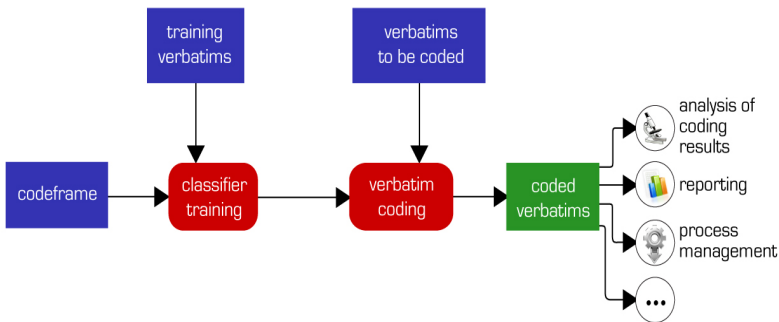 training
verbatims
verbatims
to be coded
codeframe
classifier
training
verbatim
coding
coded
verbatims
analysis of
coding
results
reporting
process
management
...